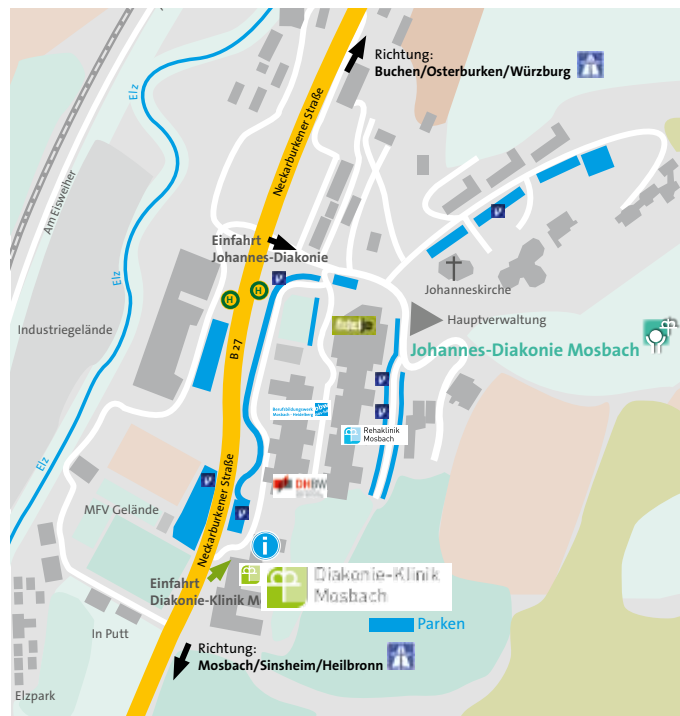 Richtung:
Buchen/Osterburken/Würzburg
Elz
Neckarburkener Straße
Am Eisweiher
Einfahrt
Johannes-Diakonie
Johanneskirche
Elz
H
H
Hauptverwaltung
Industriegelände
B 27
Johannes-Diakonie Mosbach
Berufsbildungswerk
Mosbach - Heidelberg
bbw
Rehaklinik
Mosbach
Elz
DHBW
MFV Gelände
Neckarburkener Straße
i
Einfahrt
Diakonie-Klinik M
Diakonie-Klinik
Mosbach
In Putt
Parken
Richtung:
Mosbach/Sinsheim/Heilbronn
Elzpark